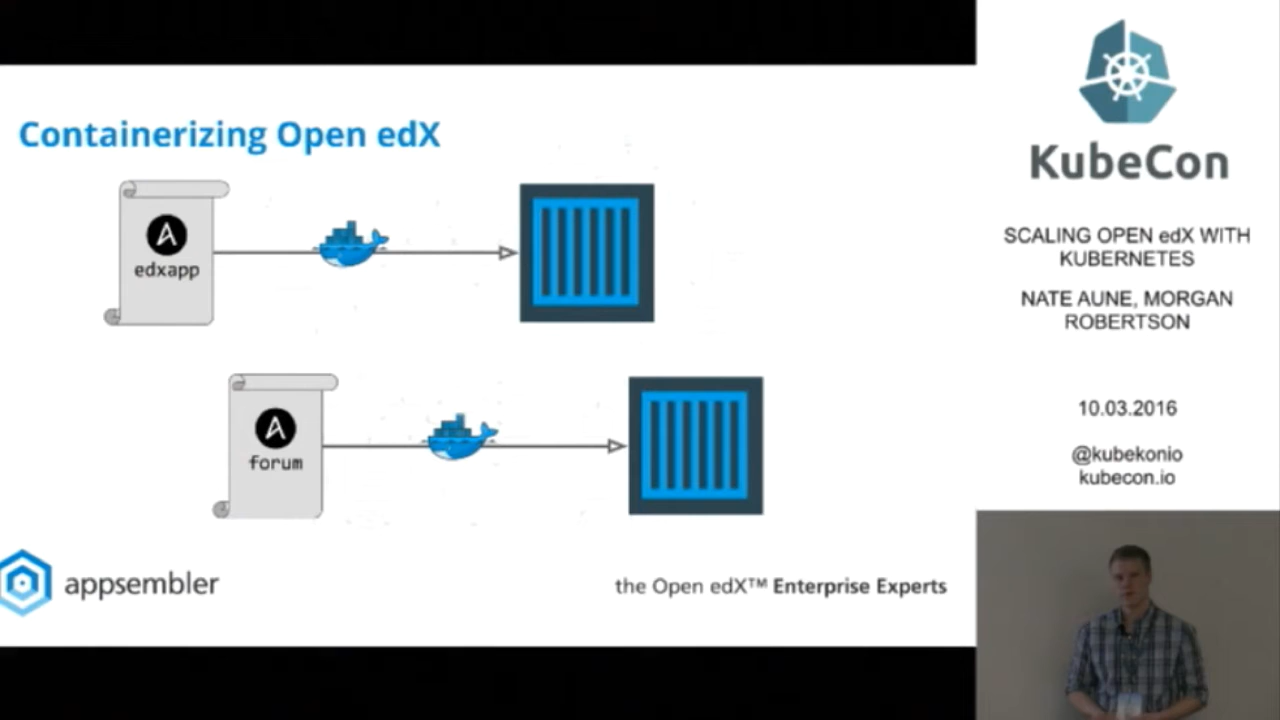 Containerizing Open edX
edxapp
forum
appsembler
the Open edX™ Enterprise Experts
KubeCon
SCALING OPEN edX WITH
KUBERNETES
NATE AUNE, MORGAN
ROBERTSON
10.03.2016
@kubekonio
kubecon.io